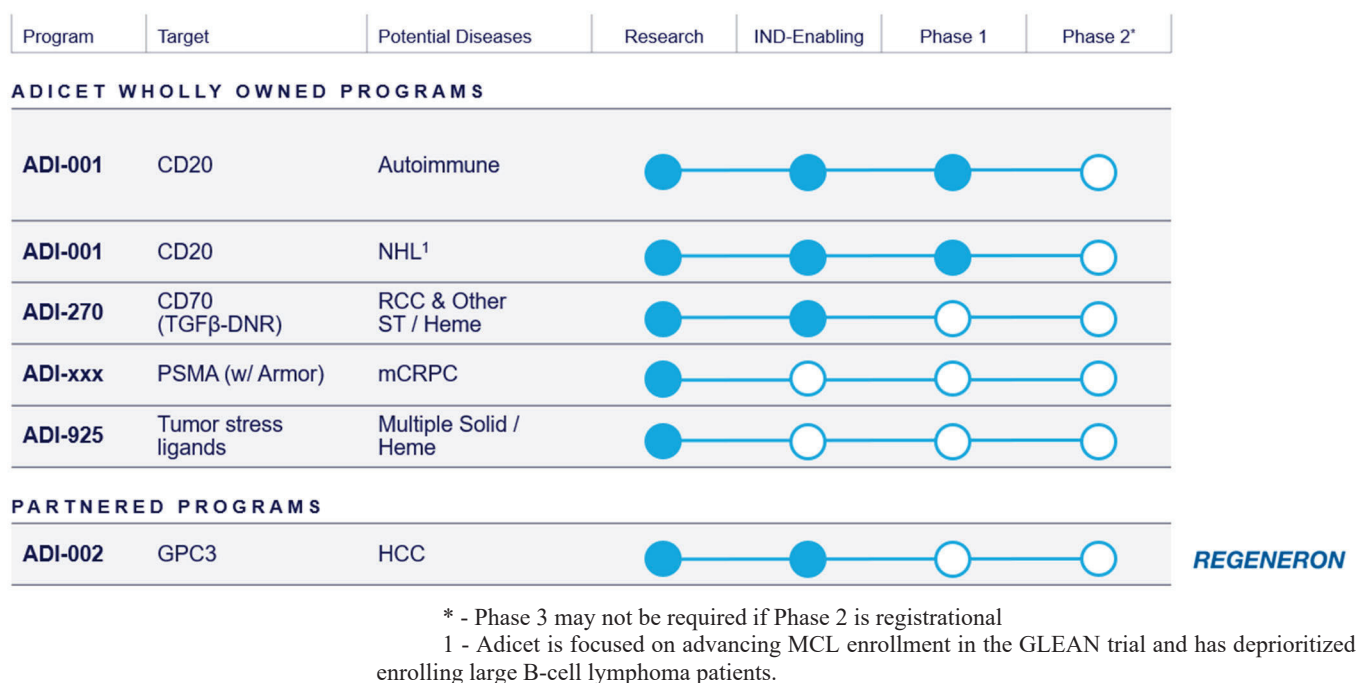 Program Target Potential Diseases Research IND-Enabling Phase 1 Phase 2*
ADICET WHOLLY OWNED PROGRAMS
ADI-001 CD20 Autoimmune
ADI-001 CD20 NHL¹
ADI-270 CD70 (TGFβ-DNR) RCC & Other ST / Heme
ADI-xxx PSMA (w/ Armor) mCRPC
ADI-925 Tumor stress ligands Multiple Solid / Heme
PARTNERED PROGRAMS
ADI-002 GPC3 HCC REGENERON
* - Phase 3 may not be required if Phase 2 is registrational
1 - Adicet is focused on advancing MCL enrollment in the GLEAN trial and has deprioritized
enrolling large B-cell lymphoma patients.